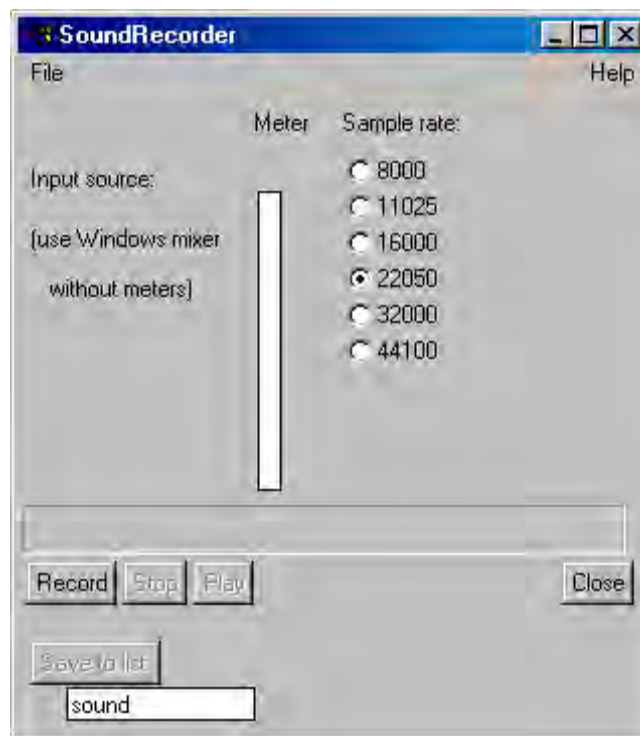 SoundRecorder
File Help
Meter Sample rate:
8000
Input source:
11025
(use Windows mixer
16000
without meters)
22050
32000
44100
Record Stop Play Close
Save to list
sound